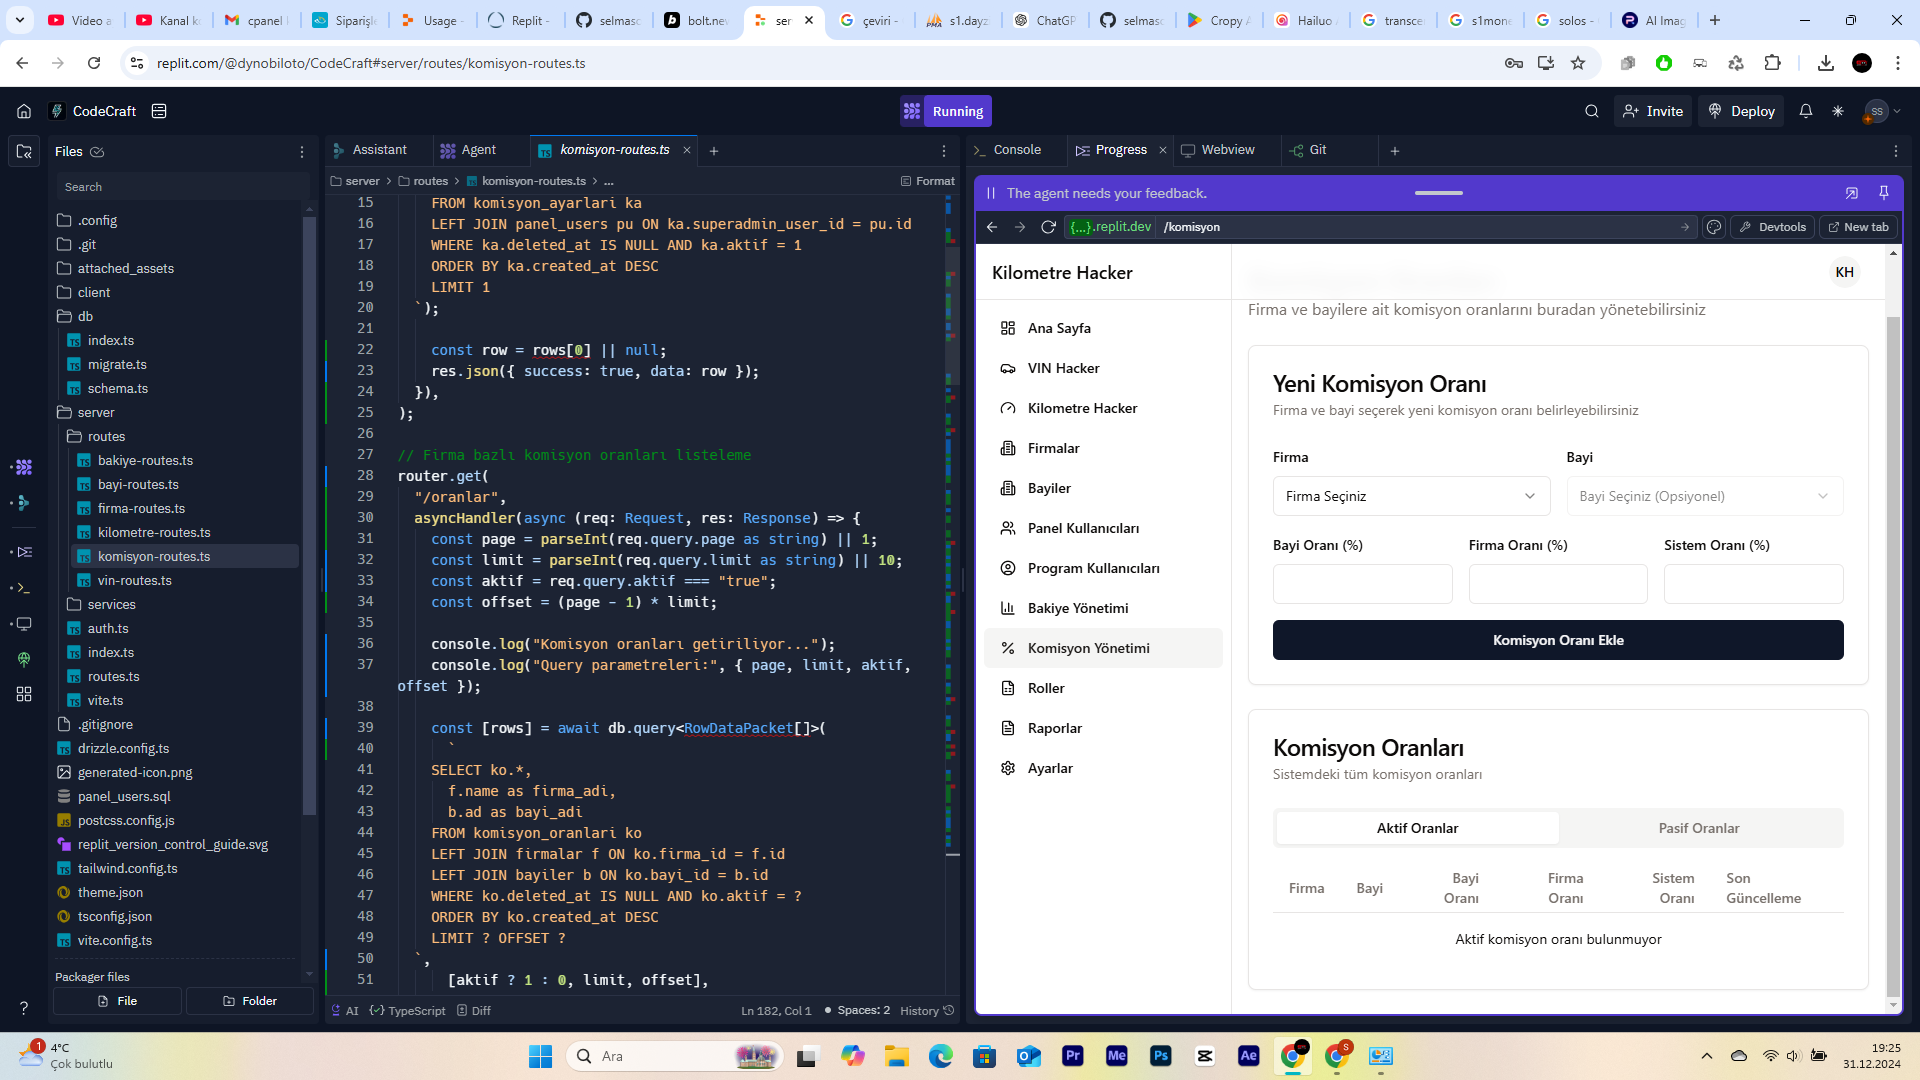 Video a
Kanal k
cpanel
Siparişl
Usage -
Replit -
selmasc
bolt.ne
ser
çeviri -
s1.dayz
ChatGP
selmasc
Cropy A
Hailuo
transce
s1mone
solos -
AI Imag
replit.com/@dynobiloto/CodeCraft#server/routes/komisyon-routes.ts
CodeCraft
Running
Invite
Deploy
SS
Files
Search
.config
.git
attached_assets
client
db
index.ts
migrate.ts
schema.ts
server
routes
bakiye-routes.ts
bayi-routes.ts
firma-routes.ts
kilometre-routes.ts
komisyon-routes.ts
vin-routes.ts
services
auth.ts
index.ts
routes.ts
vite.ts
.gitignore
drizzle.config.ts
generated-icon.png
panel_users.sql
postcss.config.js
replit_version_control_guide.svg
tailwind.config.ts
theme.json
tsconfig.json
vite.config.ts
Packager files
File
Folder
Assistant
Agent
komisyon-routes.ts
server > routes > komisyon-routes.ts > ...
Format
15 FROM komisyon_ayarlari ka
16 LEFT JOIN panel_users pu ON ka.superadmin_user_id = pu.id
17 WHERE ka.deleted_at IS NULL AND ka.aktif = 1
18 ORDER BY ka.created_at DESC
19 LIMIT 1
20 `);
21
22 const row = rows[0] || null;
23 res.json({ success: true, data: row });
24 }),
25 );
26
27 // Firma bazlı komisyon oranları listeleme
28 router.get(
29 "/oranlar",
30 asyncHandler(async (req: Request, res: Response) => {
31 const page = parseInt(req.query.page as string) || 1;
32 const limit = parseInt(req.query.limit as string) || 10;
33 const aktif = req.query.aktif === "true";
34 const offset = (page - 1) * limit;
35
36 console.log("Komisyon oranları getiriliyor...");
37 console.log("Query parametreleri:", { page, limit, aktif,
offset });
38
39 const [rows] = await db.query<RowDataPacket[]>(
40 `
41 SELECT ko.*,
42 f.name as firma_adi,
43 b.ad as bayi_adi
44 FROM komisyon_oranlari ko
45 LEFT JOIN firmalar f ON ko.firma_id = f.id
46 LEFT JOIN bayiler b ON ko.bayi_id = b.id
47 WHERE ko.deleted_at IS NULL AND ko.aktif = ?
48 ORDER BY ko.created_at DESC
49 LIMIT ? OFFSET ?
50 `,
51 [aktif ? 1 : 0, limit, offset],
AI
TypeScript
Diff
Ln 182, Col 1
Spaces: 2
History
Console
Progress
Webview
Git
The agent needs your feedback.
{...}.replit.dev
/komisyon
Devtools
New tab
Kilometre Hacker
KH
Ana Sayfa
VIN Hacker
Kilometre Hacker
Firmalar
Bayiler
Panel Kullanıcıları
Program Kullanıcıları
Bakiye Yönetimi
Komisyon Yönetimi
Roller
Raporlar
Ayarlar
Firma ve bayilere ait komisyon oranlarını buradan yönetebilirsiniz
Yeni Komisyon Oranı
Firma ve bayi seçerek yeni komisyon oranı belirleyebilirsiniz
Firma
Bayi
Firma Seçiniz
Bayi Seçiniz (Opsiyonel)
Bayi Oranı (%)
Firma Oranı (%)
Sistem Oranı (%)
Komisyon Oranı Ekle
Komisyon Oranları
Sistemdeki tüm komisyon oranları
Aktif Oranlar
Pasif Oranlar
Firma
Bayi
Bayi Oranı
Firma Oranı
Sistem Oranı
Son Güncelleme
Aktif komisyon oranı bulunmuyor
1
4°C
Çok bulutlu
Ara
Pr
Me
Ps
Ae
S
19:25
31.12.2024